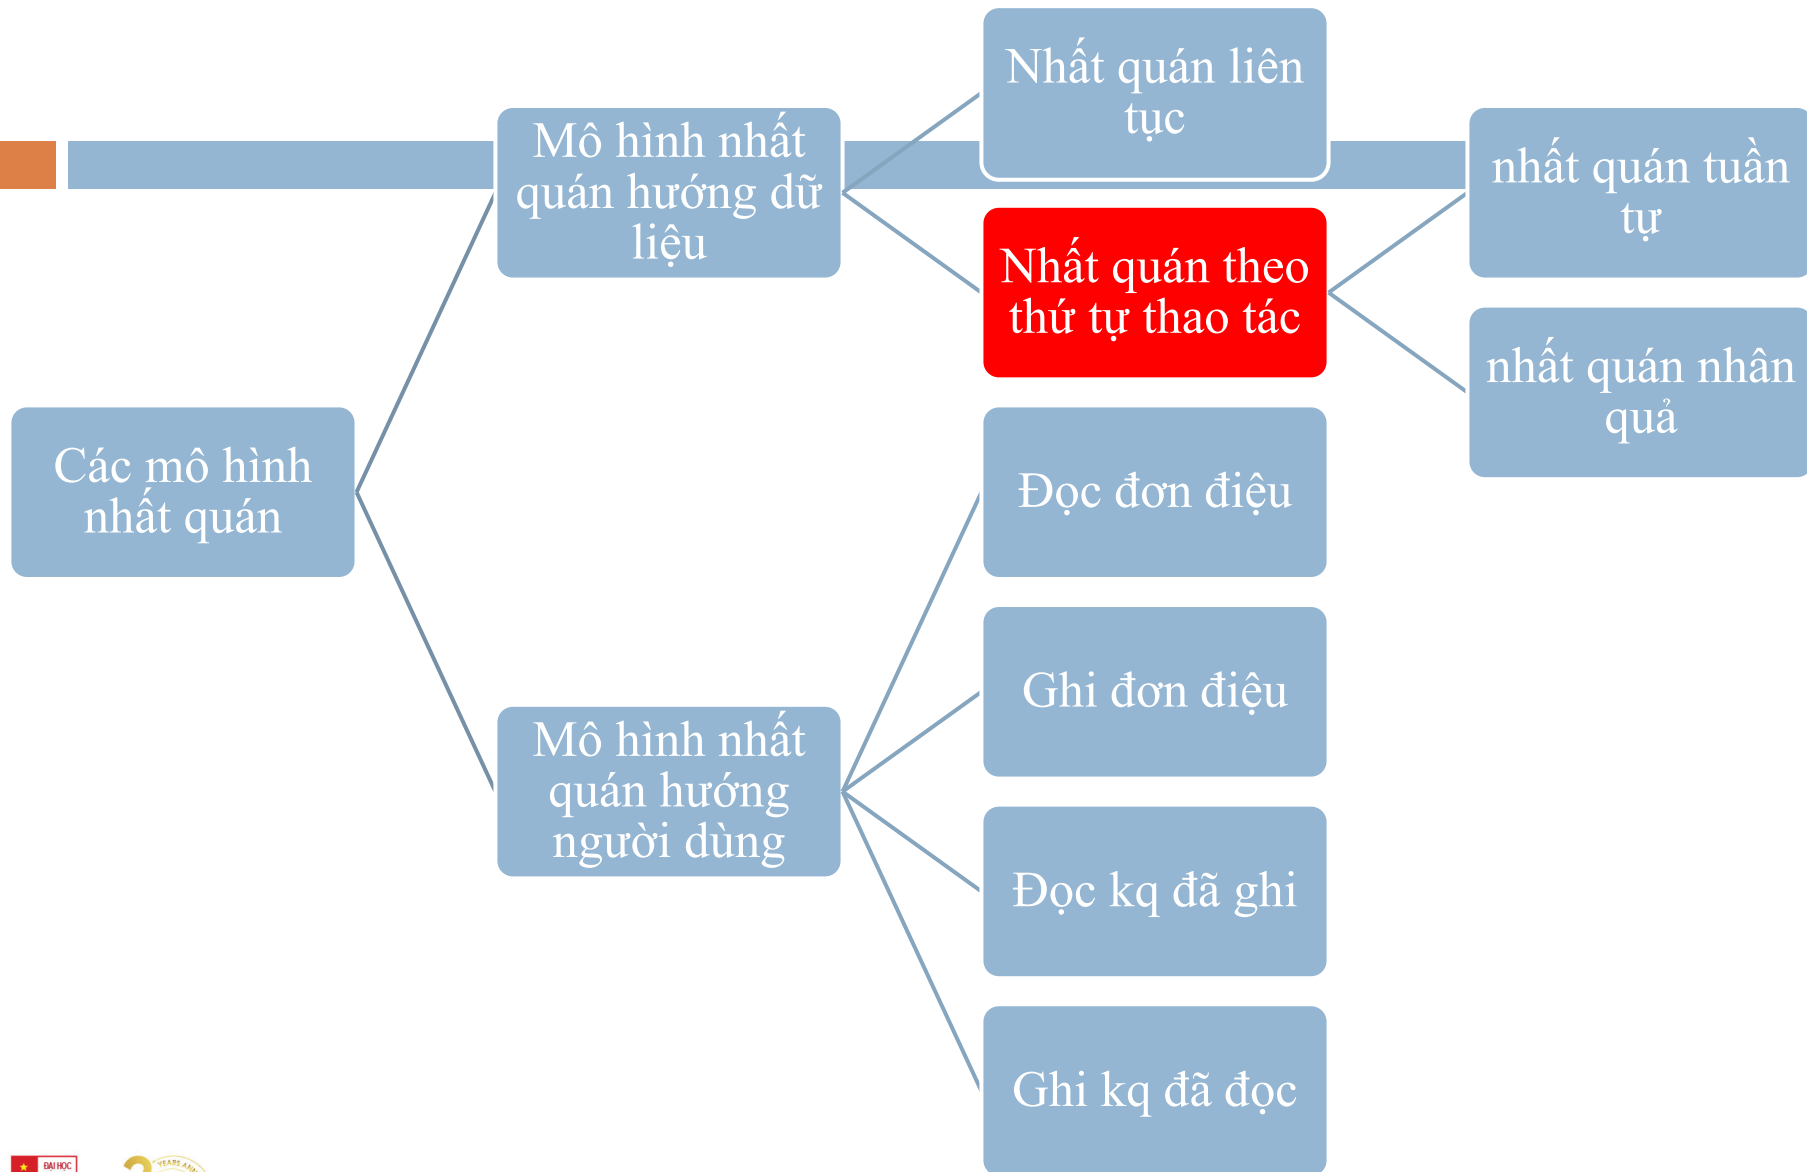 Nhất quán liên
tục
Mô hình nhất
quán hướng dữ
liệu
nhất quán tuần
tự
Nhất quán theo
thứ tự thao tác
nhất quán nhân
quả
Các mô hình
nhất quán
Đọc đơn điệu
Ghi đơn điệu
Mô hình nhất
quán hướng
người dùng
Đọc kq đã ghi
Ghi kq đã đọc
ĐẠI HỌC